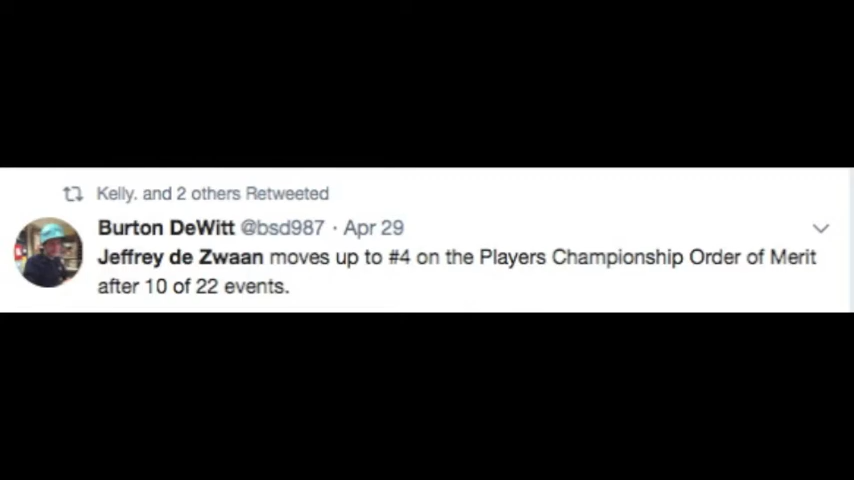 Kelly. and 2 others Retweeted
Burton DeWitt @bsd987 · Apr 29
Jeffrey de Zwaan moves up to #4 on the Players Championship Order of Merit
after 10 of 22 events.